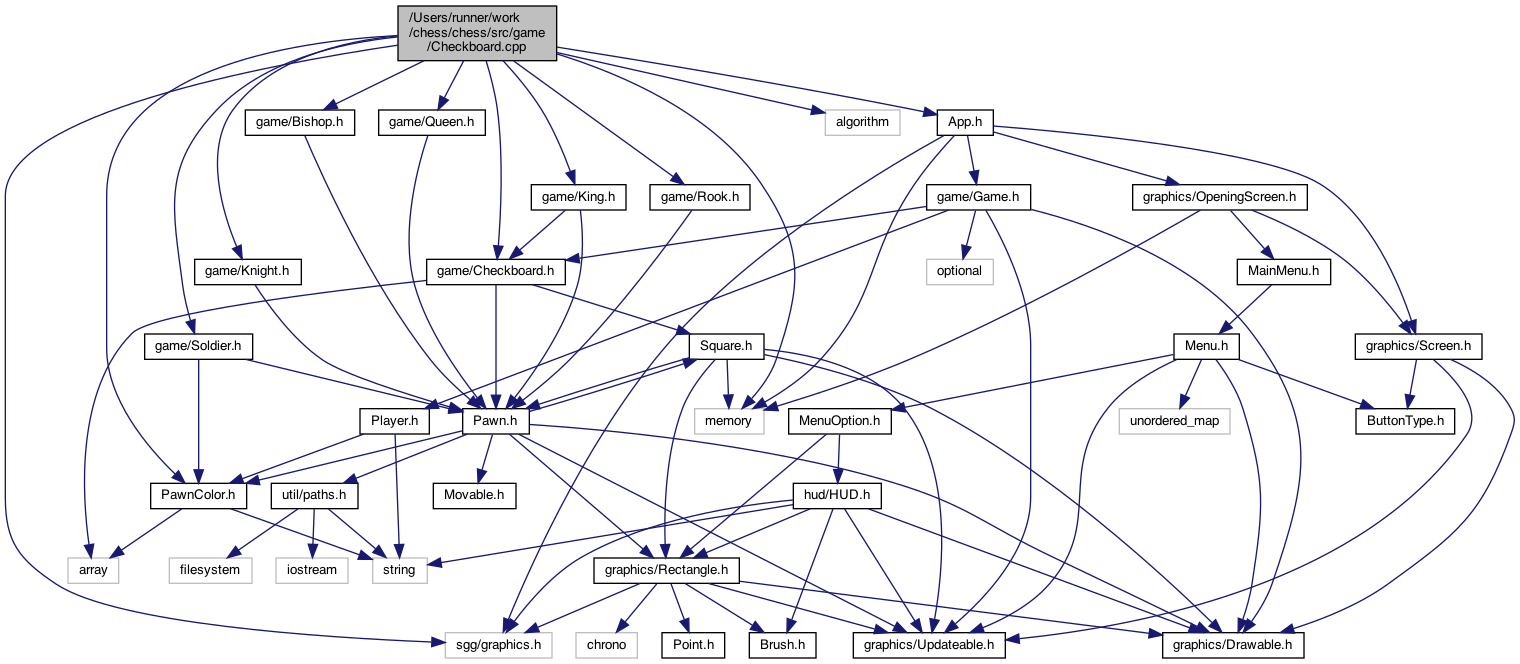 /Users/runner/work
/chess/chess/src/game
/Checkboard.cpp
game/Bishop.h
game/Queen.h
algorithm
App.h
game/King.h
game/Rook.h
game/Game.h
graphics/OpeningScreen.h
game/Knight.h
game/Checkboard.h
optional
MainMenu.h
game/Soldier.h
Square.h
Menu.h
graphics/Screen.h
Player.h
Pawn.h
memory
MenuOption.h
unordered_map
ButtonType.h
PawnColor.h
util/paths.h
Movable.h
hud/HUD.h
array
filesystem
iostream
string
graphics/Rectangle.h
sgg/graphics.h
chrono
Point.h
Brush.h
graphics/Updateable.h
graphics/Drawable.h